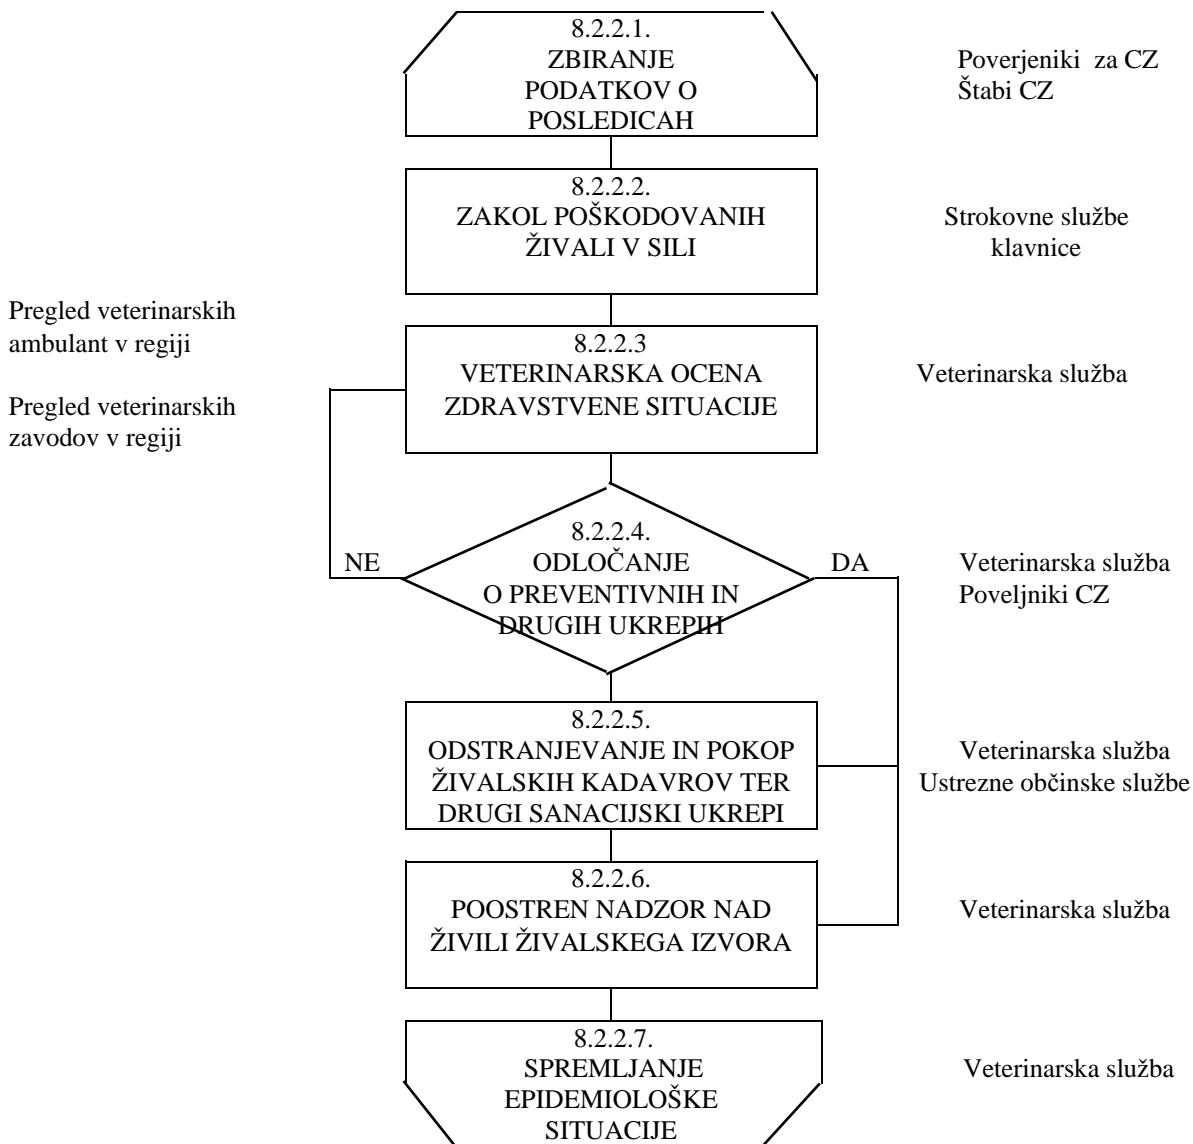 8.2.2.1.
ZBIRANJE
PODATKOV O
POSLEDICAH
Poverjeniki za CZ
Štabi CZ
8.2.2.2.
ZAKOL POŠKODOVANIH
ŽIVALI V SILI
Strokovne službe
klavnice
Pregled veterinarskih
ambulant v regiji
Pregled veterinarskih
zavodov v regiji
8.2.2.3
VETERINARSKA OCENA
ZDRAVSTVENE SITUACIJE
Veterinarska služba
NE
8.2.2.4.
ODLOČANJE
O PREVENTIVNIH IN
DRUGIH UKREPIH
DA
Veterinarska služba
Poveljniki CZ
8.2.2.5.
ODSTRANJEVANJE IN POKOP
ŽIVALSKIH KADAVROV TER
DRUGI SANACIJSKI UKREPI
Veterinarska služba
Ustrezne občinske službe
8.2.2.6.
POOSTREN NADZOR NAD
ŽIVILI ŽIVALSKEGA IZVORA
Veterinarska služba
8.2.2.7.
SPREMLJANJE
EPIDEMIOLOŠKE
SITUACIJE
Veterinarska služba